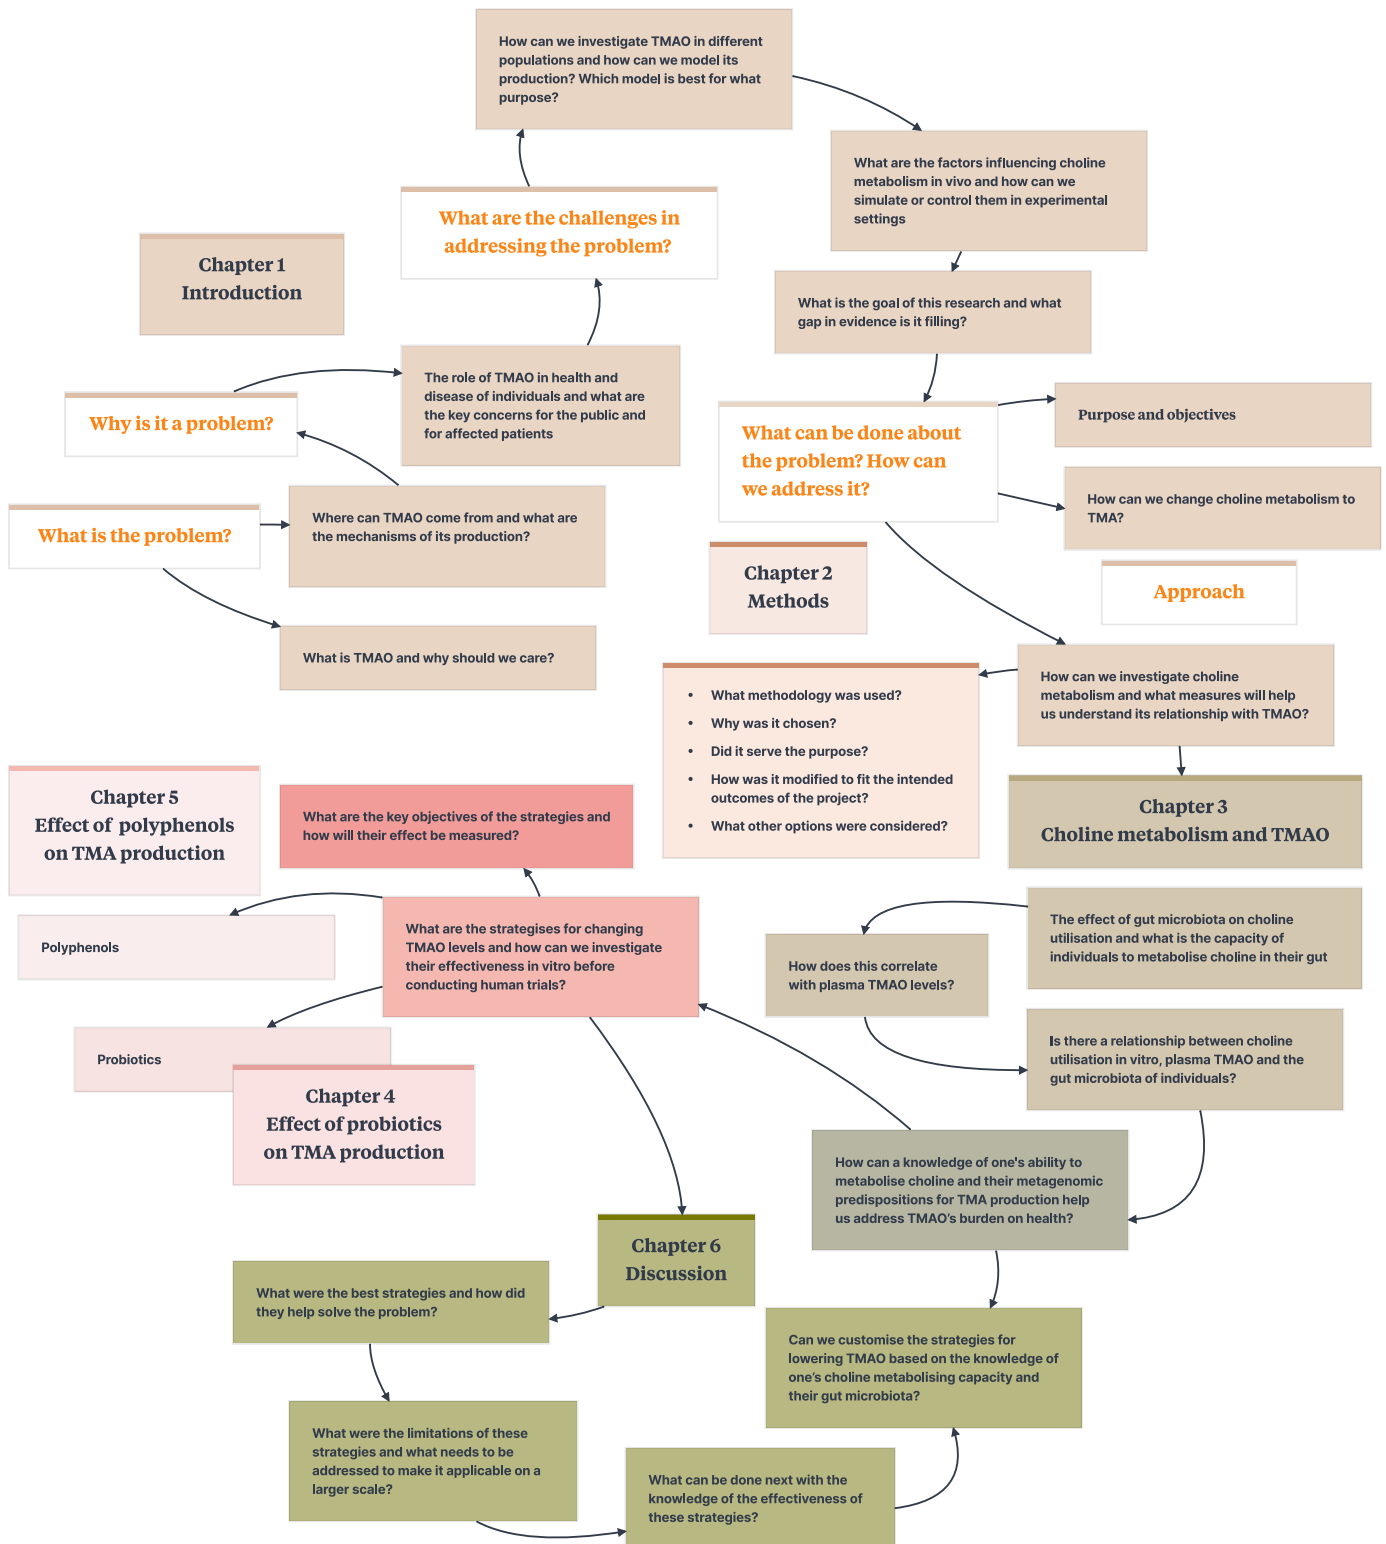 How can we investigate TMAO in different
populations and how can we model its
production? Which model is best for what
purpose?
What are the factors influencing choline
metabolism in vivo and how can we
simulate or control them in experimental
settings
What are the challenges in
addressing the problem?
Chapter 1
Introduction
What is the goal of this research and what
gap in evidence is it filling?
The role of TMAO in health and
disease of individuals and what are
the key concerns for the public and
for affected patients
Why is it a problem?
What can be done about
the problem? How can
we address it?
Purpose and objectives
How can we change choline metabolism to
TMA?
Where can TMAO come from and what are
the mechanisms of its production?
What is the problem?
Chapter 2
Methods
Approach
What is TMAO and why should we care?
How can we investigate choline
metabolism and what measures will help
us understand its relationship with TMAO?
• What methodology was used?
• Why was it chosen?
• Did it serve the purpose?
• How was it modified to fit the intended
outcomes of the project?
• What other options were considered?
Chapter 5
Effect of polyphenols
on TMA production
What are the key objectives of the strategies and
how will their effect be measured?
Chapter 3
Choline metabolism and TMAO
Polyphenols
What are the strategises for changing
TMAO levels and how can we investigate
their effectiveness in vitro before
conducting human trials?
The effect of gut microbiota on choline
utilisation and what is the capacity of
individuals to metabolise choline in their gut
How does this correlate
with plasma TMAO levels?
Is there a relationship between choline
utilisation in vitro, plasma TMAO and the
gut microbiota of individuals?
Probiotics
Chapter 4
Effect of probiotics
on TMA production
How can a knowledge of one's ability to
metabolise choline and their metagenomic
predispositions for TMA production help
us address TMAO's burden on health?
Chapter 6
Discussion
What were the best strategies and how did
they help solve the problem?
Can we customise the strategies for
lowering TMAO based on the knowledge of
one's choline metabolising capacity and
their gut microbiota?
What were the limitations of these
strategies and what needs to be
addressed to make it applicable on a
larger scale?
What can be done next with the
knowledge of the effectiveness of
these strategies?